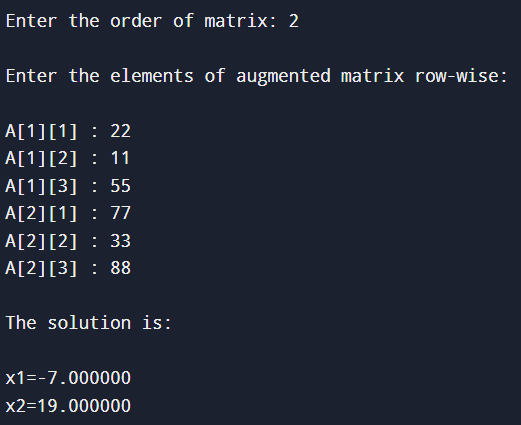 Enter the order of matrix: 2
Enter the elements of augmented matrix row-wise:
A[1][1] : 22
A[1][2] : 11
A[1][3] : 55
A[2][1] : 77
A[2][2] : 33
A[2][3] : 88
The solution is:
x1=-7.000000
x2=19.000000